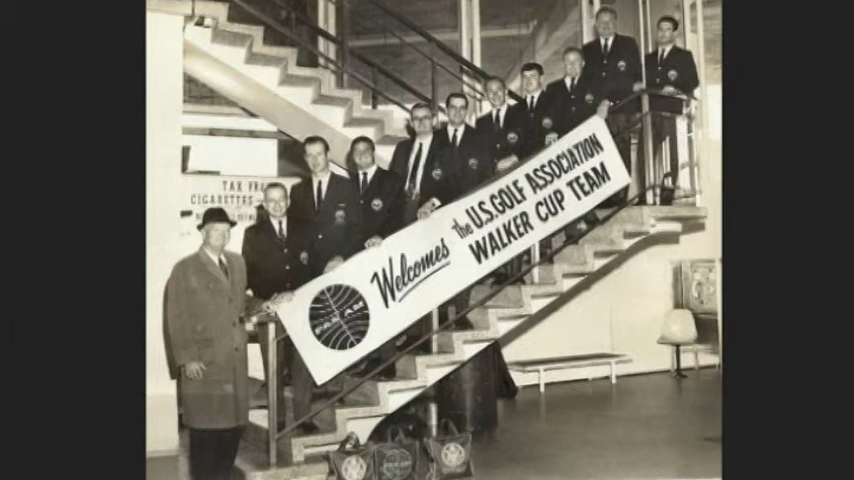 TAX FREE
CIGARETTES
PAN AM
Welcomes the U.S. GOLF ASSOCIATION
WALKER CUP TEAM